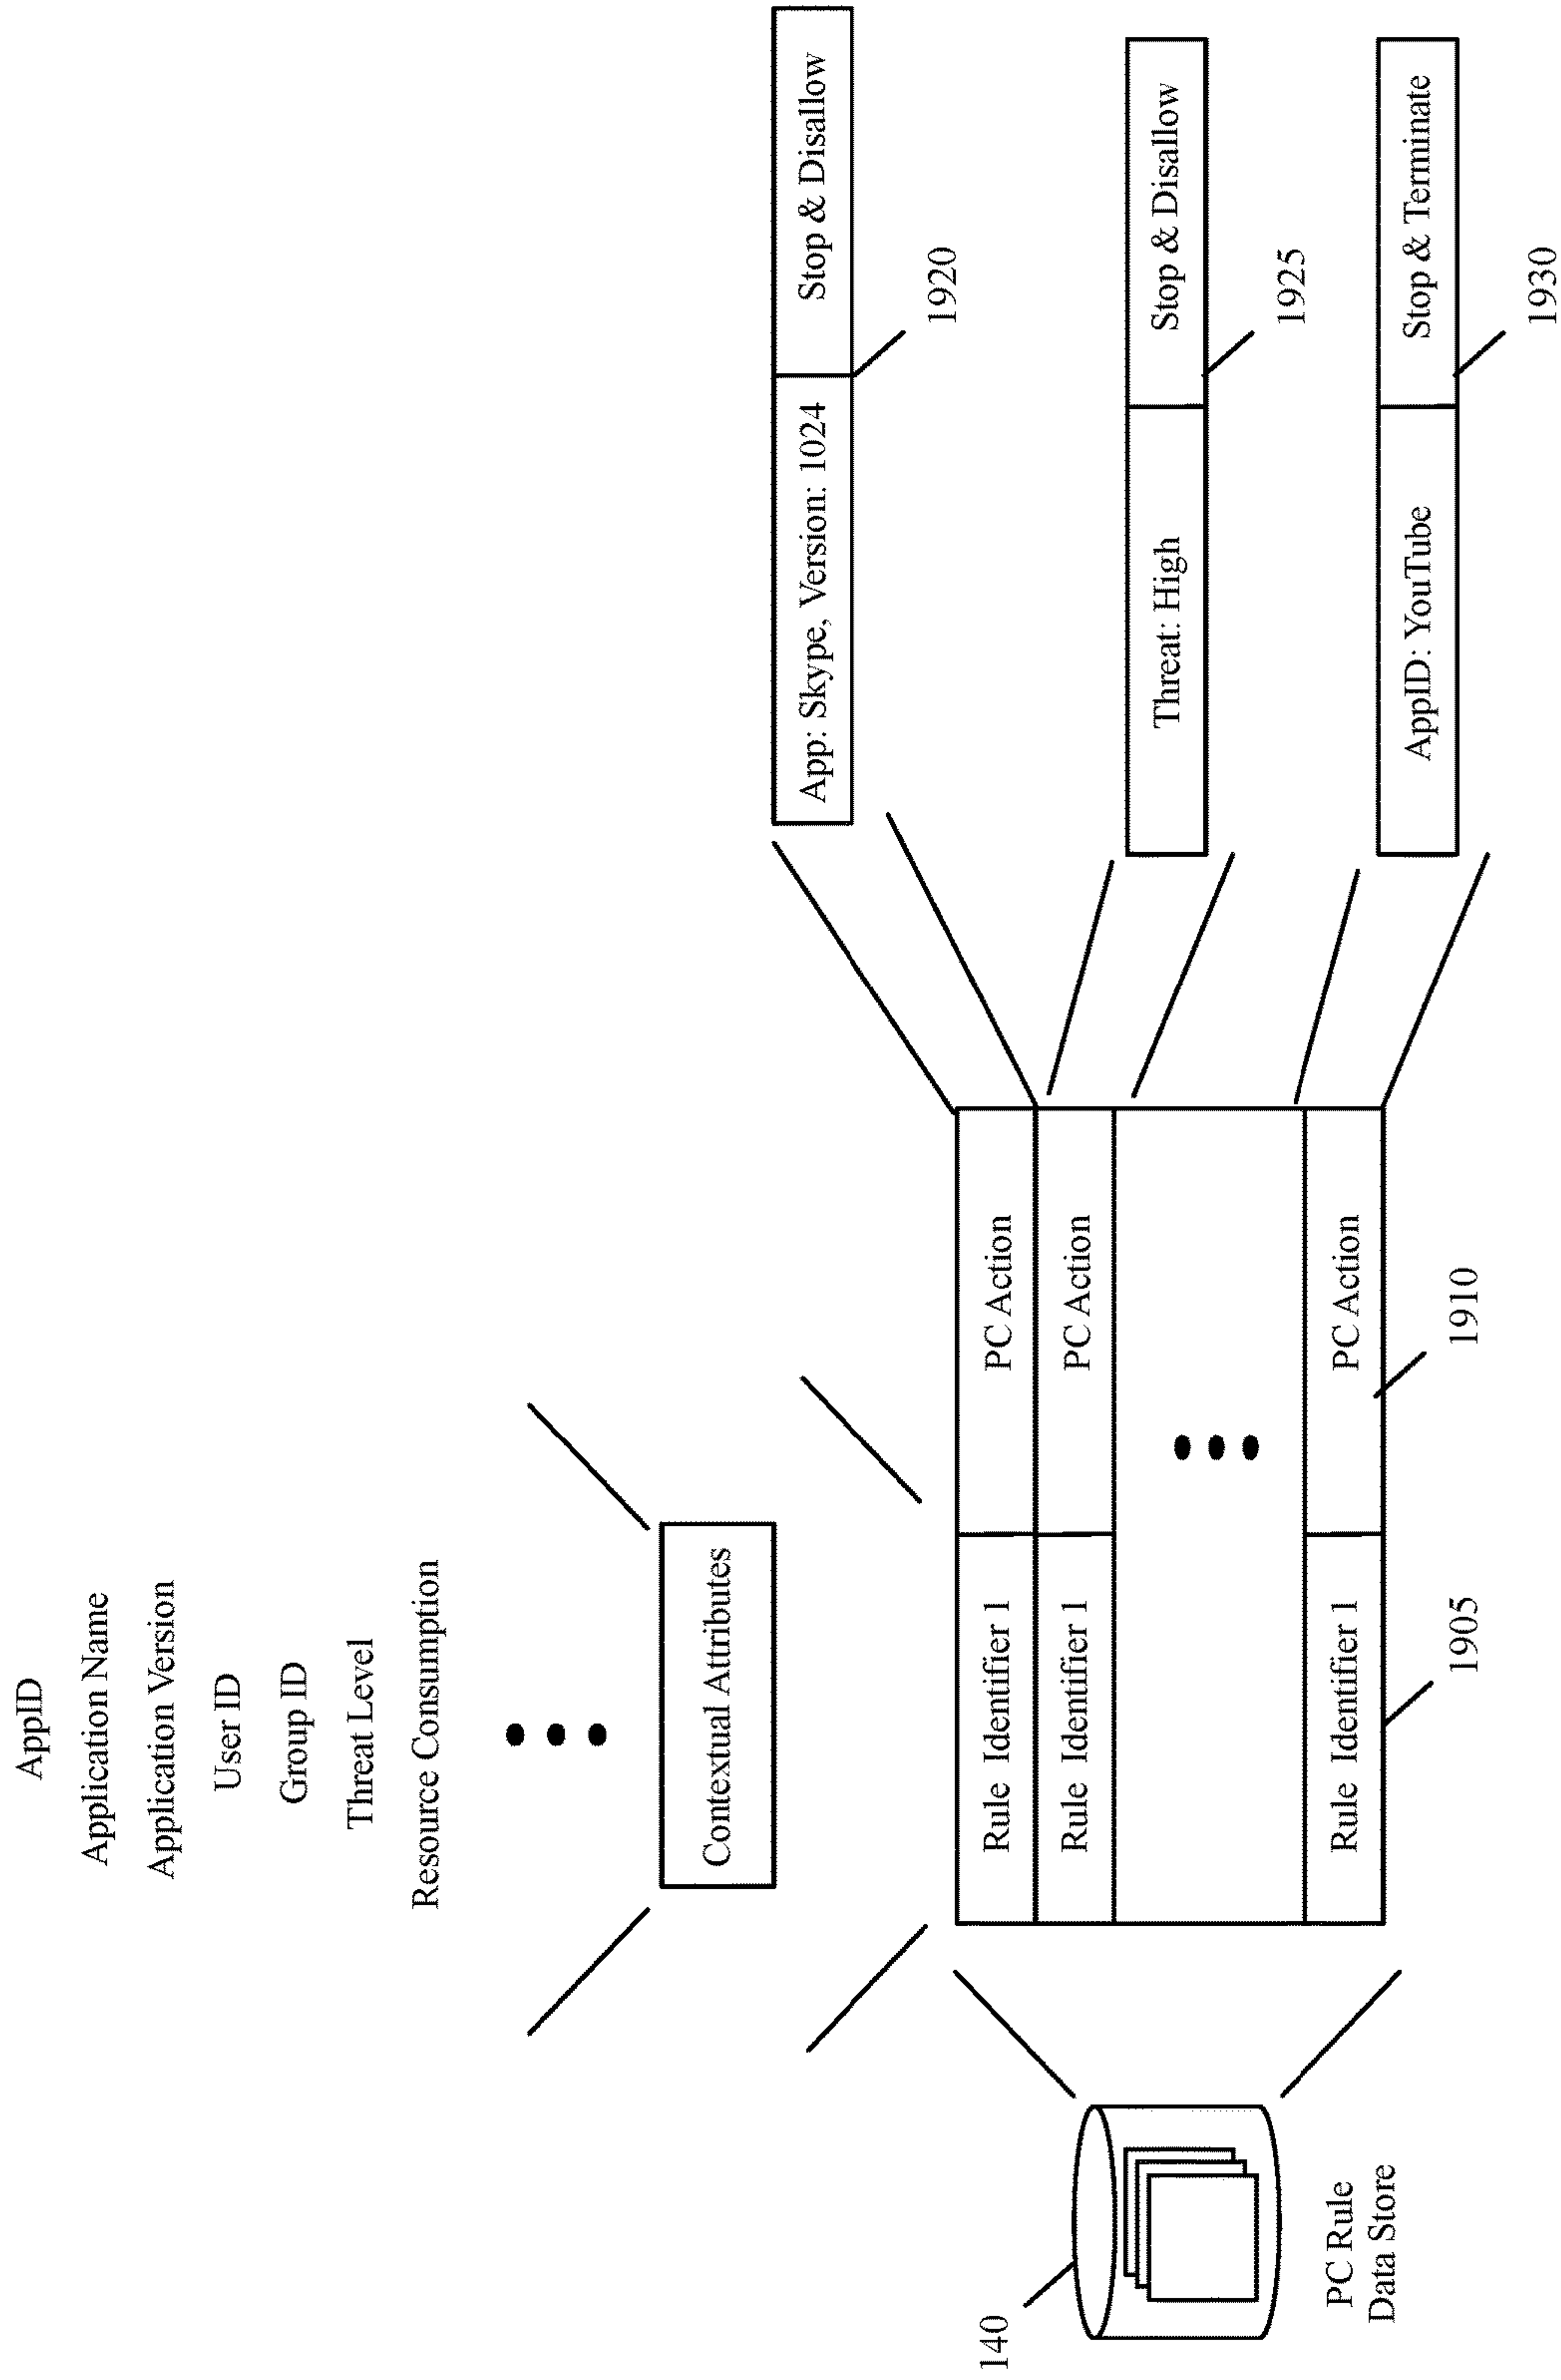 AppID
Application Name
Application Version
User ID
Group ID
Threat Level
Resource Consumption
Contextual Attributes
App: Skype, Version: 1024
Stop & Disallow
1920
Rule Identifier 1
PC Action
Rule Identifier 1
PC Action
Threat: High
Stop & Disallow
1925
140
Rule Identifier 1
PC Action
AppID: YouTube
Stop & Terminate
1905
1910
1930
PC Rule
Data Store